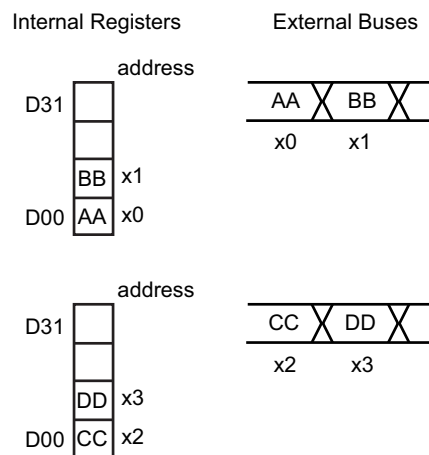 Internal Registers External Buses
address
D31 AA BB
x0 x1
BB x1
D00 AA x0
address
D31 CC DD
x2 x3
DD x3
D00 CC x2